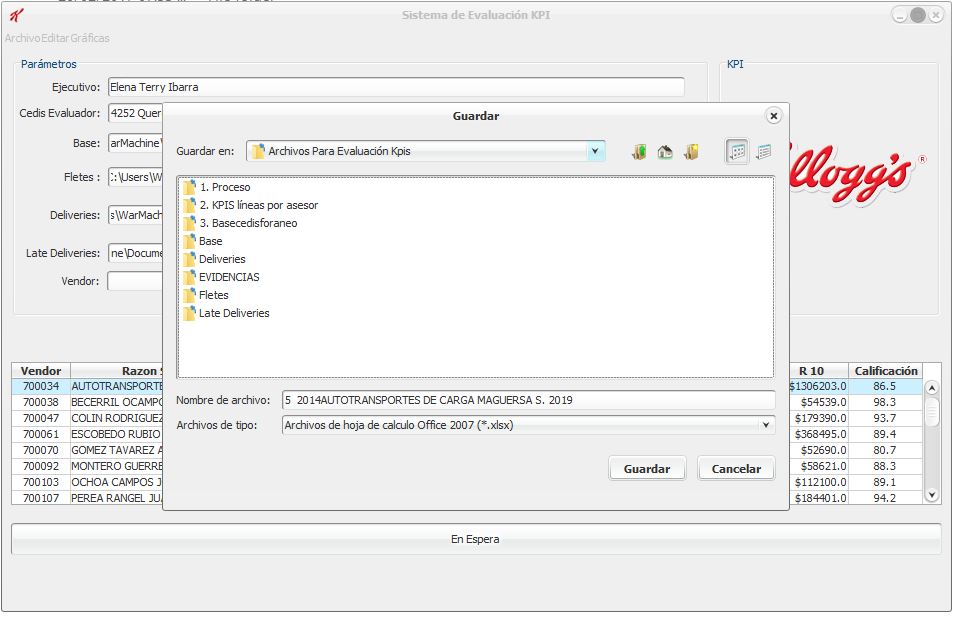 Sistema de Evaluación KPI
Archivo Editar Gráficas
Parámetros
KPI
Ejecutivo: Elena Terry Ibarra
Cedis Evaluador: 4252 Quer
Base: arMachine\
Fletes : C:\Users\W
Deliveries: s\WarMach
Late Deliveries: ne\Docume
Vendor:
Guardar
Guardar en: Archivos Para Evaluación Kpis
1. Proceso
2. KPIS líneas por asesor
3. Basecedisforaneo
Base
Deliveries
EVIDENCIAS
Fletes
Late Deliveries
Nombre de archivo: 5 2014AUTOTRANSPORTES DE CARGA MAGUERSA S. 2019
Archivos de tipo: Archivos de hoja de calculo Office 2007 (*.xlsx)
Guardar Cancelar
Kellogg's ®
Vendor Razon S R 10 Calificación
700034 AUTOTRANSPORTE $1306203.0 86.5
700038 BECERRIL OCAMPO $54539.0 98.3
700047 COLIN RODRIGUEZ $179390.0 93.7
700061 ESCOBEDO RUBIO $368495.0 89.4
700070 GOMEZ TAVAREZ A $52690.0 80.7
700092 MONTERO GUERRE $58621.0 88.3
700103 OCHOA CAMPOS J $112100.0 89.1
700107 PEREA RANGEL JU $184401.0 94.2
En Espera